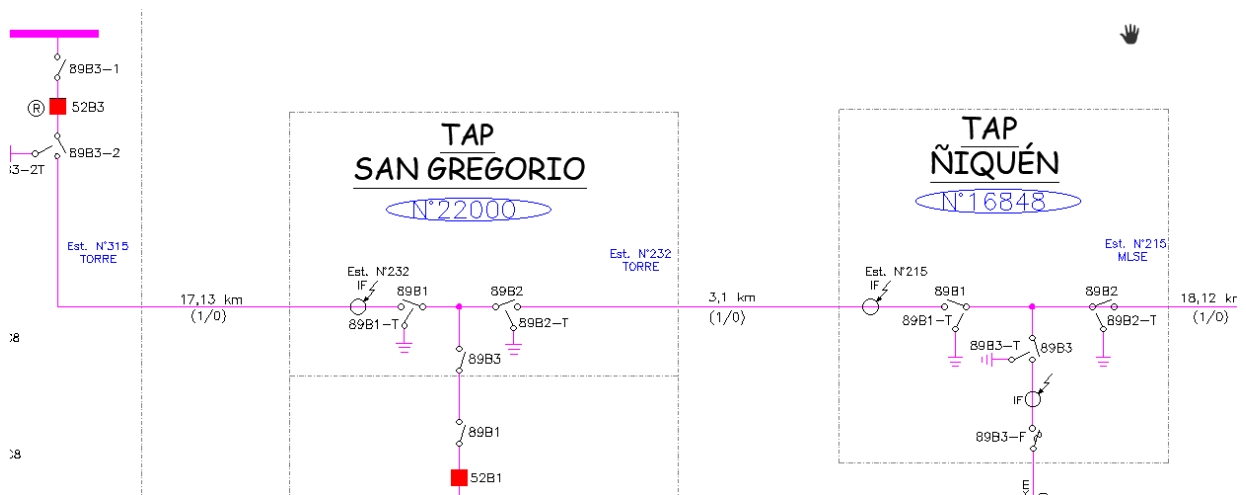 89B3-1
R
52B3
89B3-2
3-2T
Est. N°315
TORRE
17,13 km
(1/0)
TAP
SAN GREGORIO
N°22000
Est. N°232
TORRE
Est. N°232
IF
89B1
89B2
89B1-T
89B2-T
89B3
89B1
52B1
3,1 km
(1/0)
TAP
ÑIQUÉN
N°16848
Est. N°215
MLSE
Est. N°215
IF
89B1
89B2
89B1-T
89B2-T
89B3-T
89B3
IF
89B3-F
E
18,12 k
(1/0)